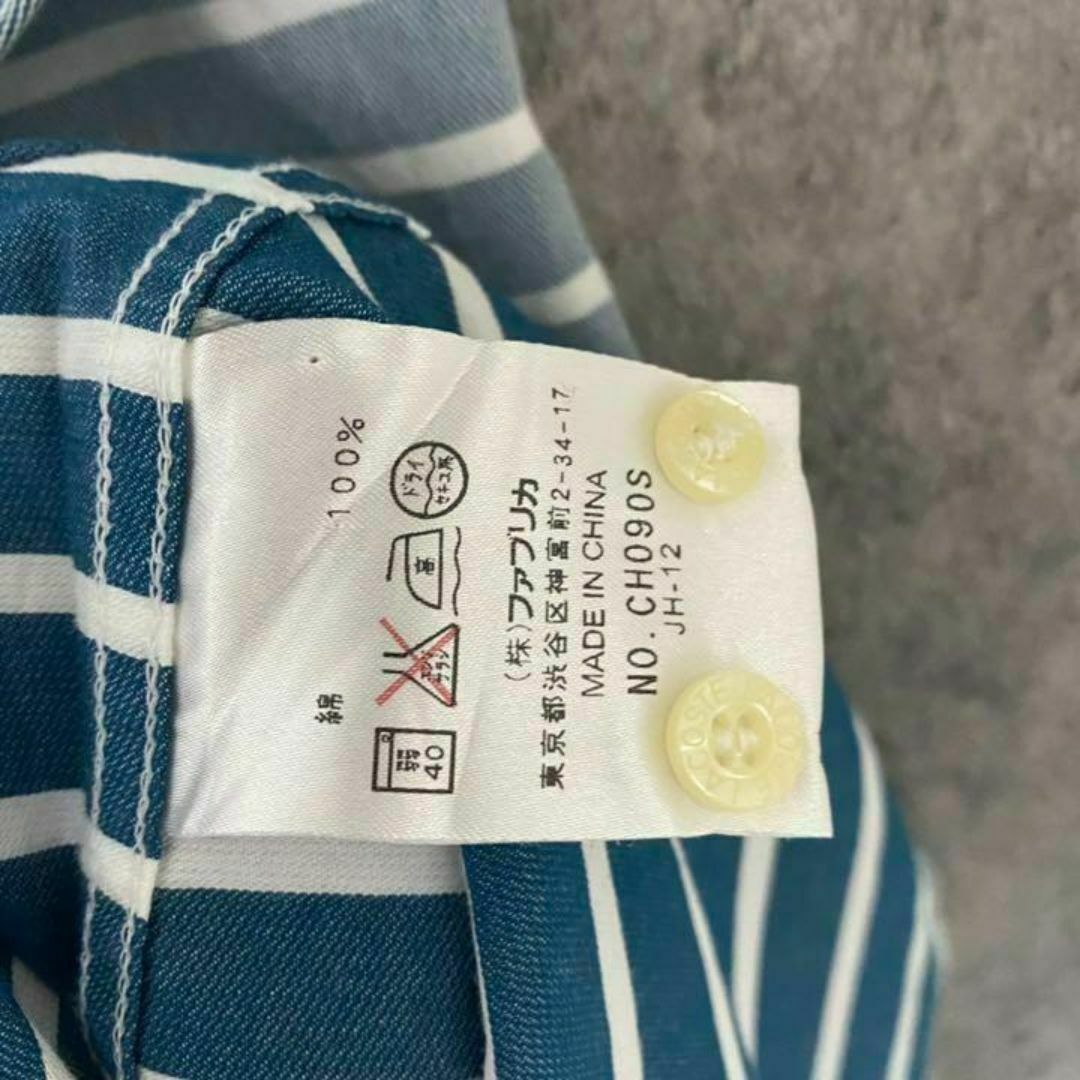 綿 100%
弱 40
エンソ サラシ
高
ドライ
セキユ系
(株)ファブリカ
東京都渋谷区神宮前2-34-17
MADE IN CHINA
NO. CH090S
JH-12
LACOSTE